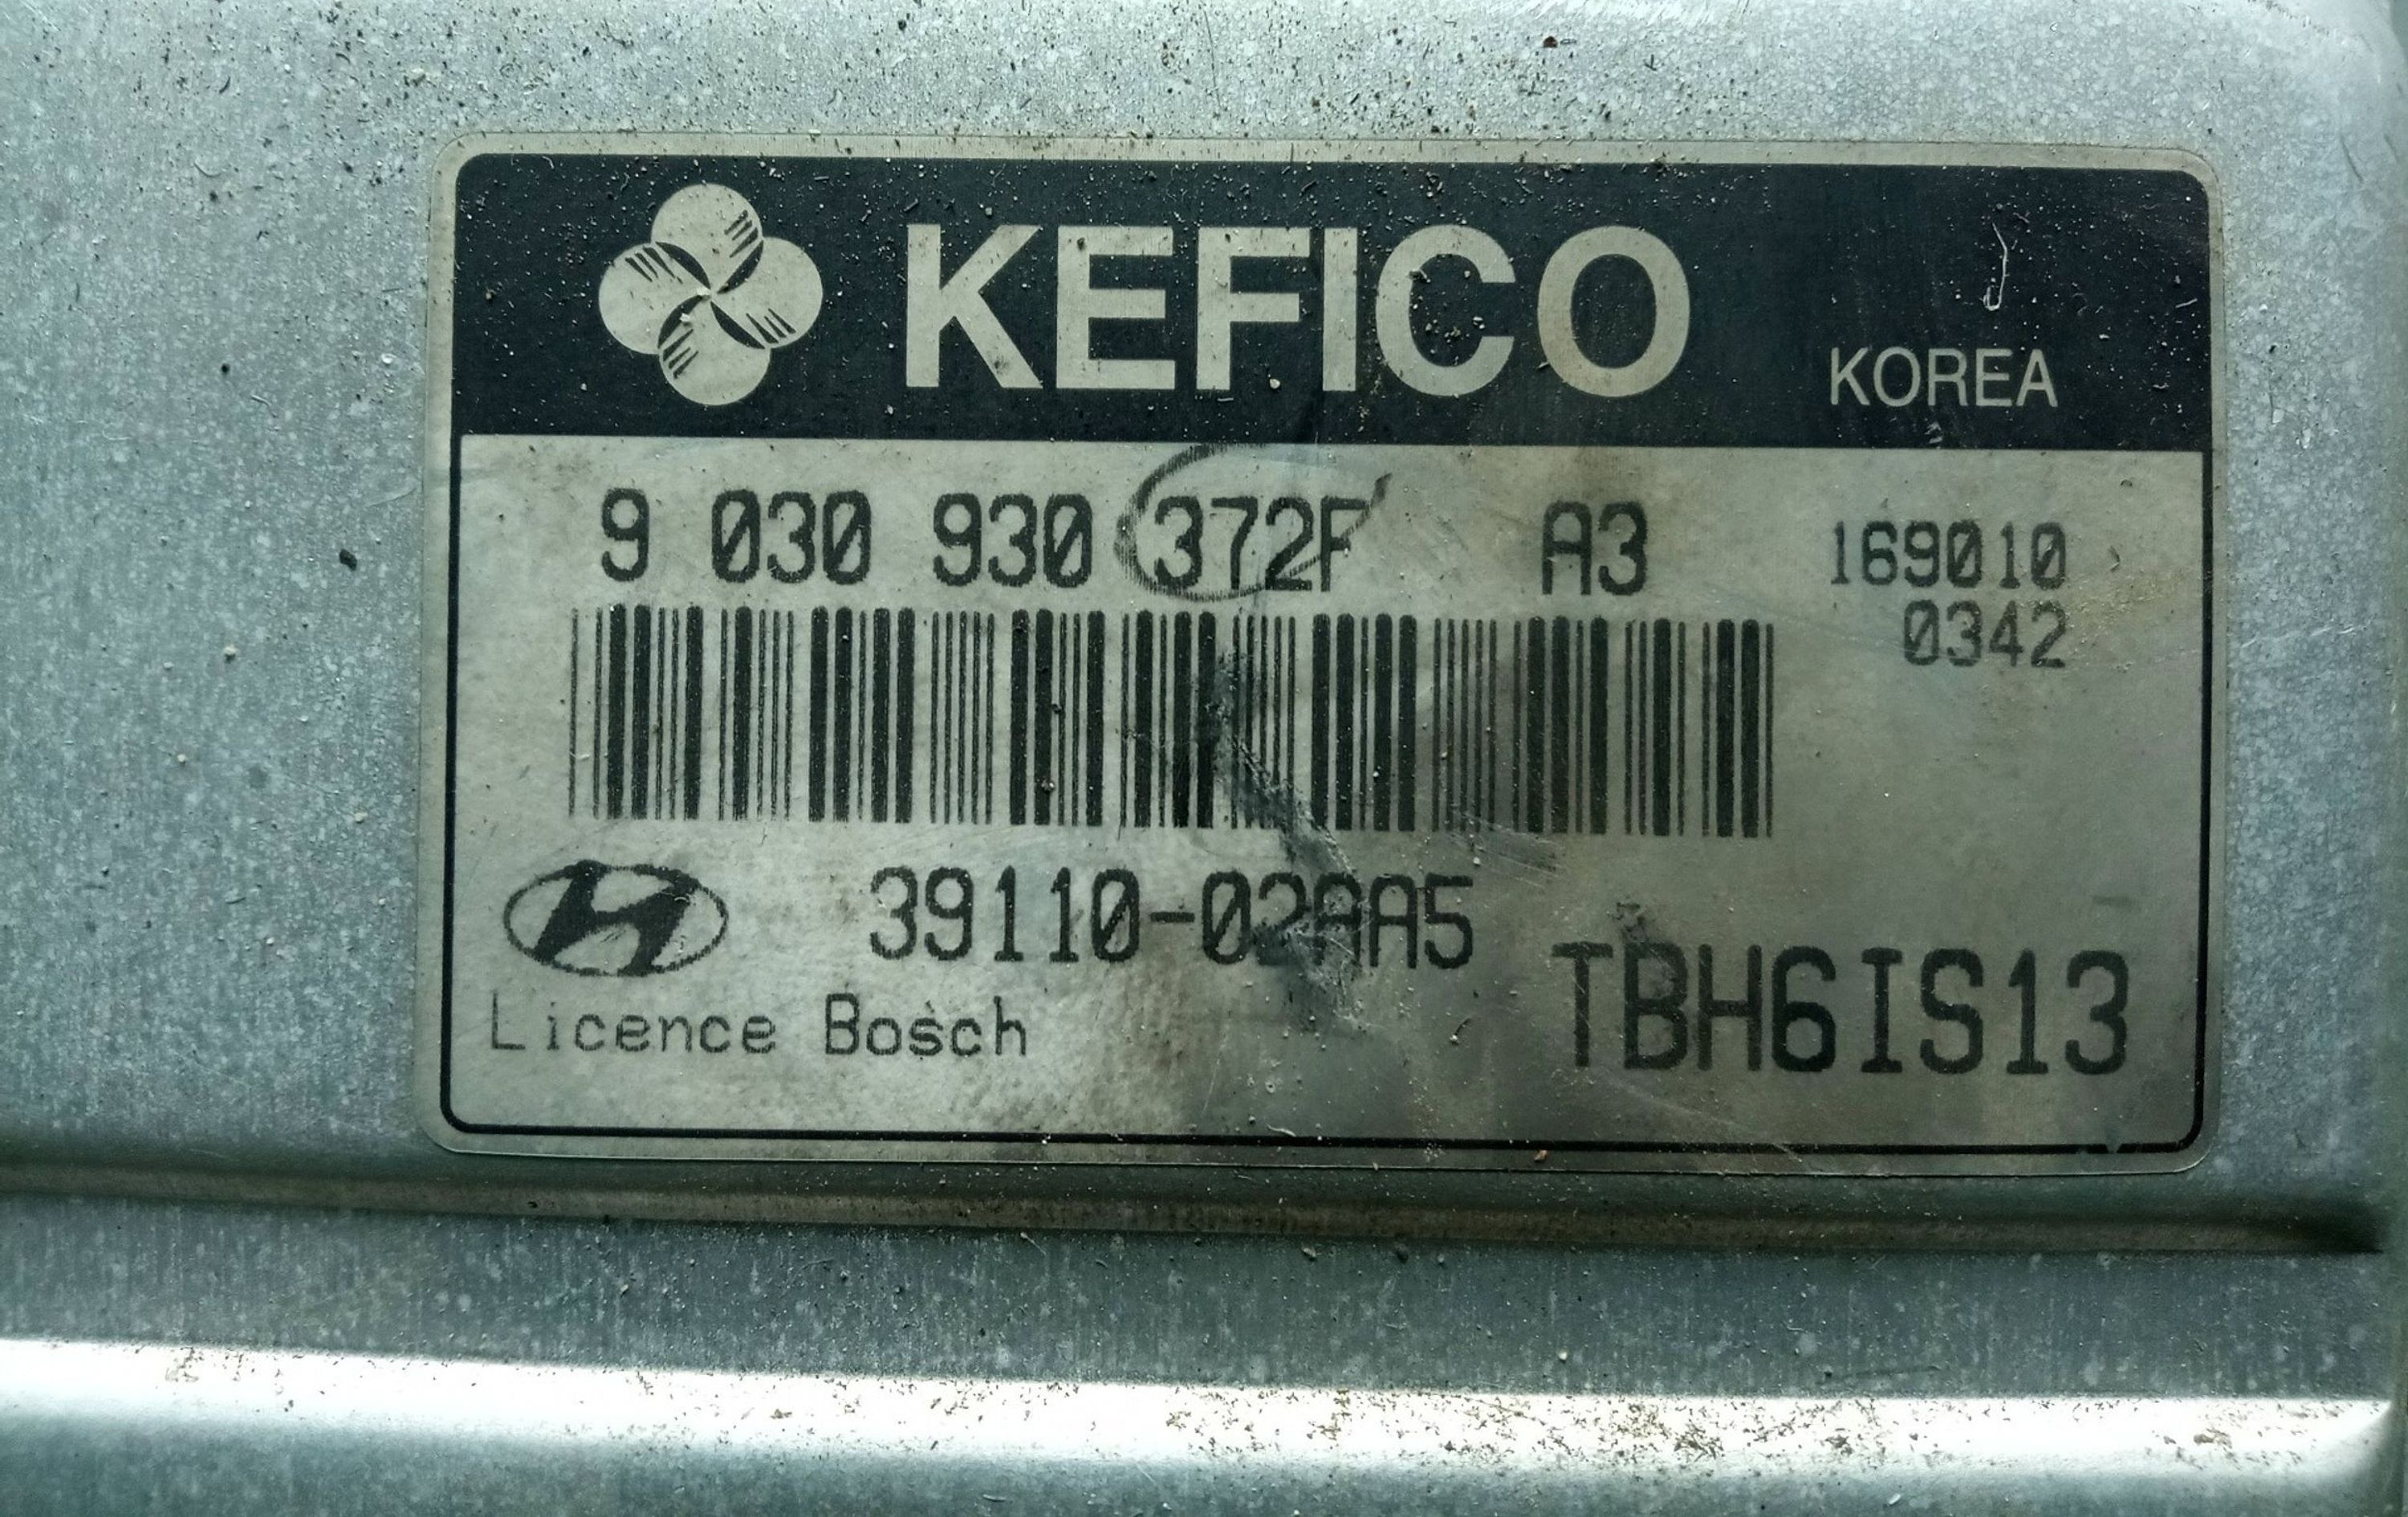 KEFICO KOREA
9 030 930 372F A3 169010
0342
39110-02AA5
TBH6IS13
Licence Bosch